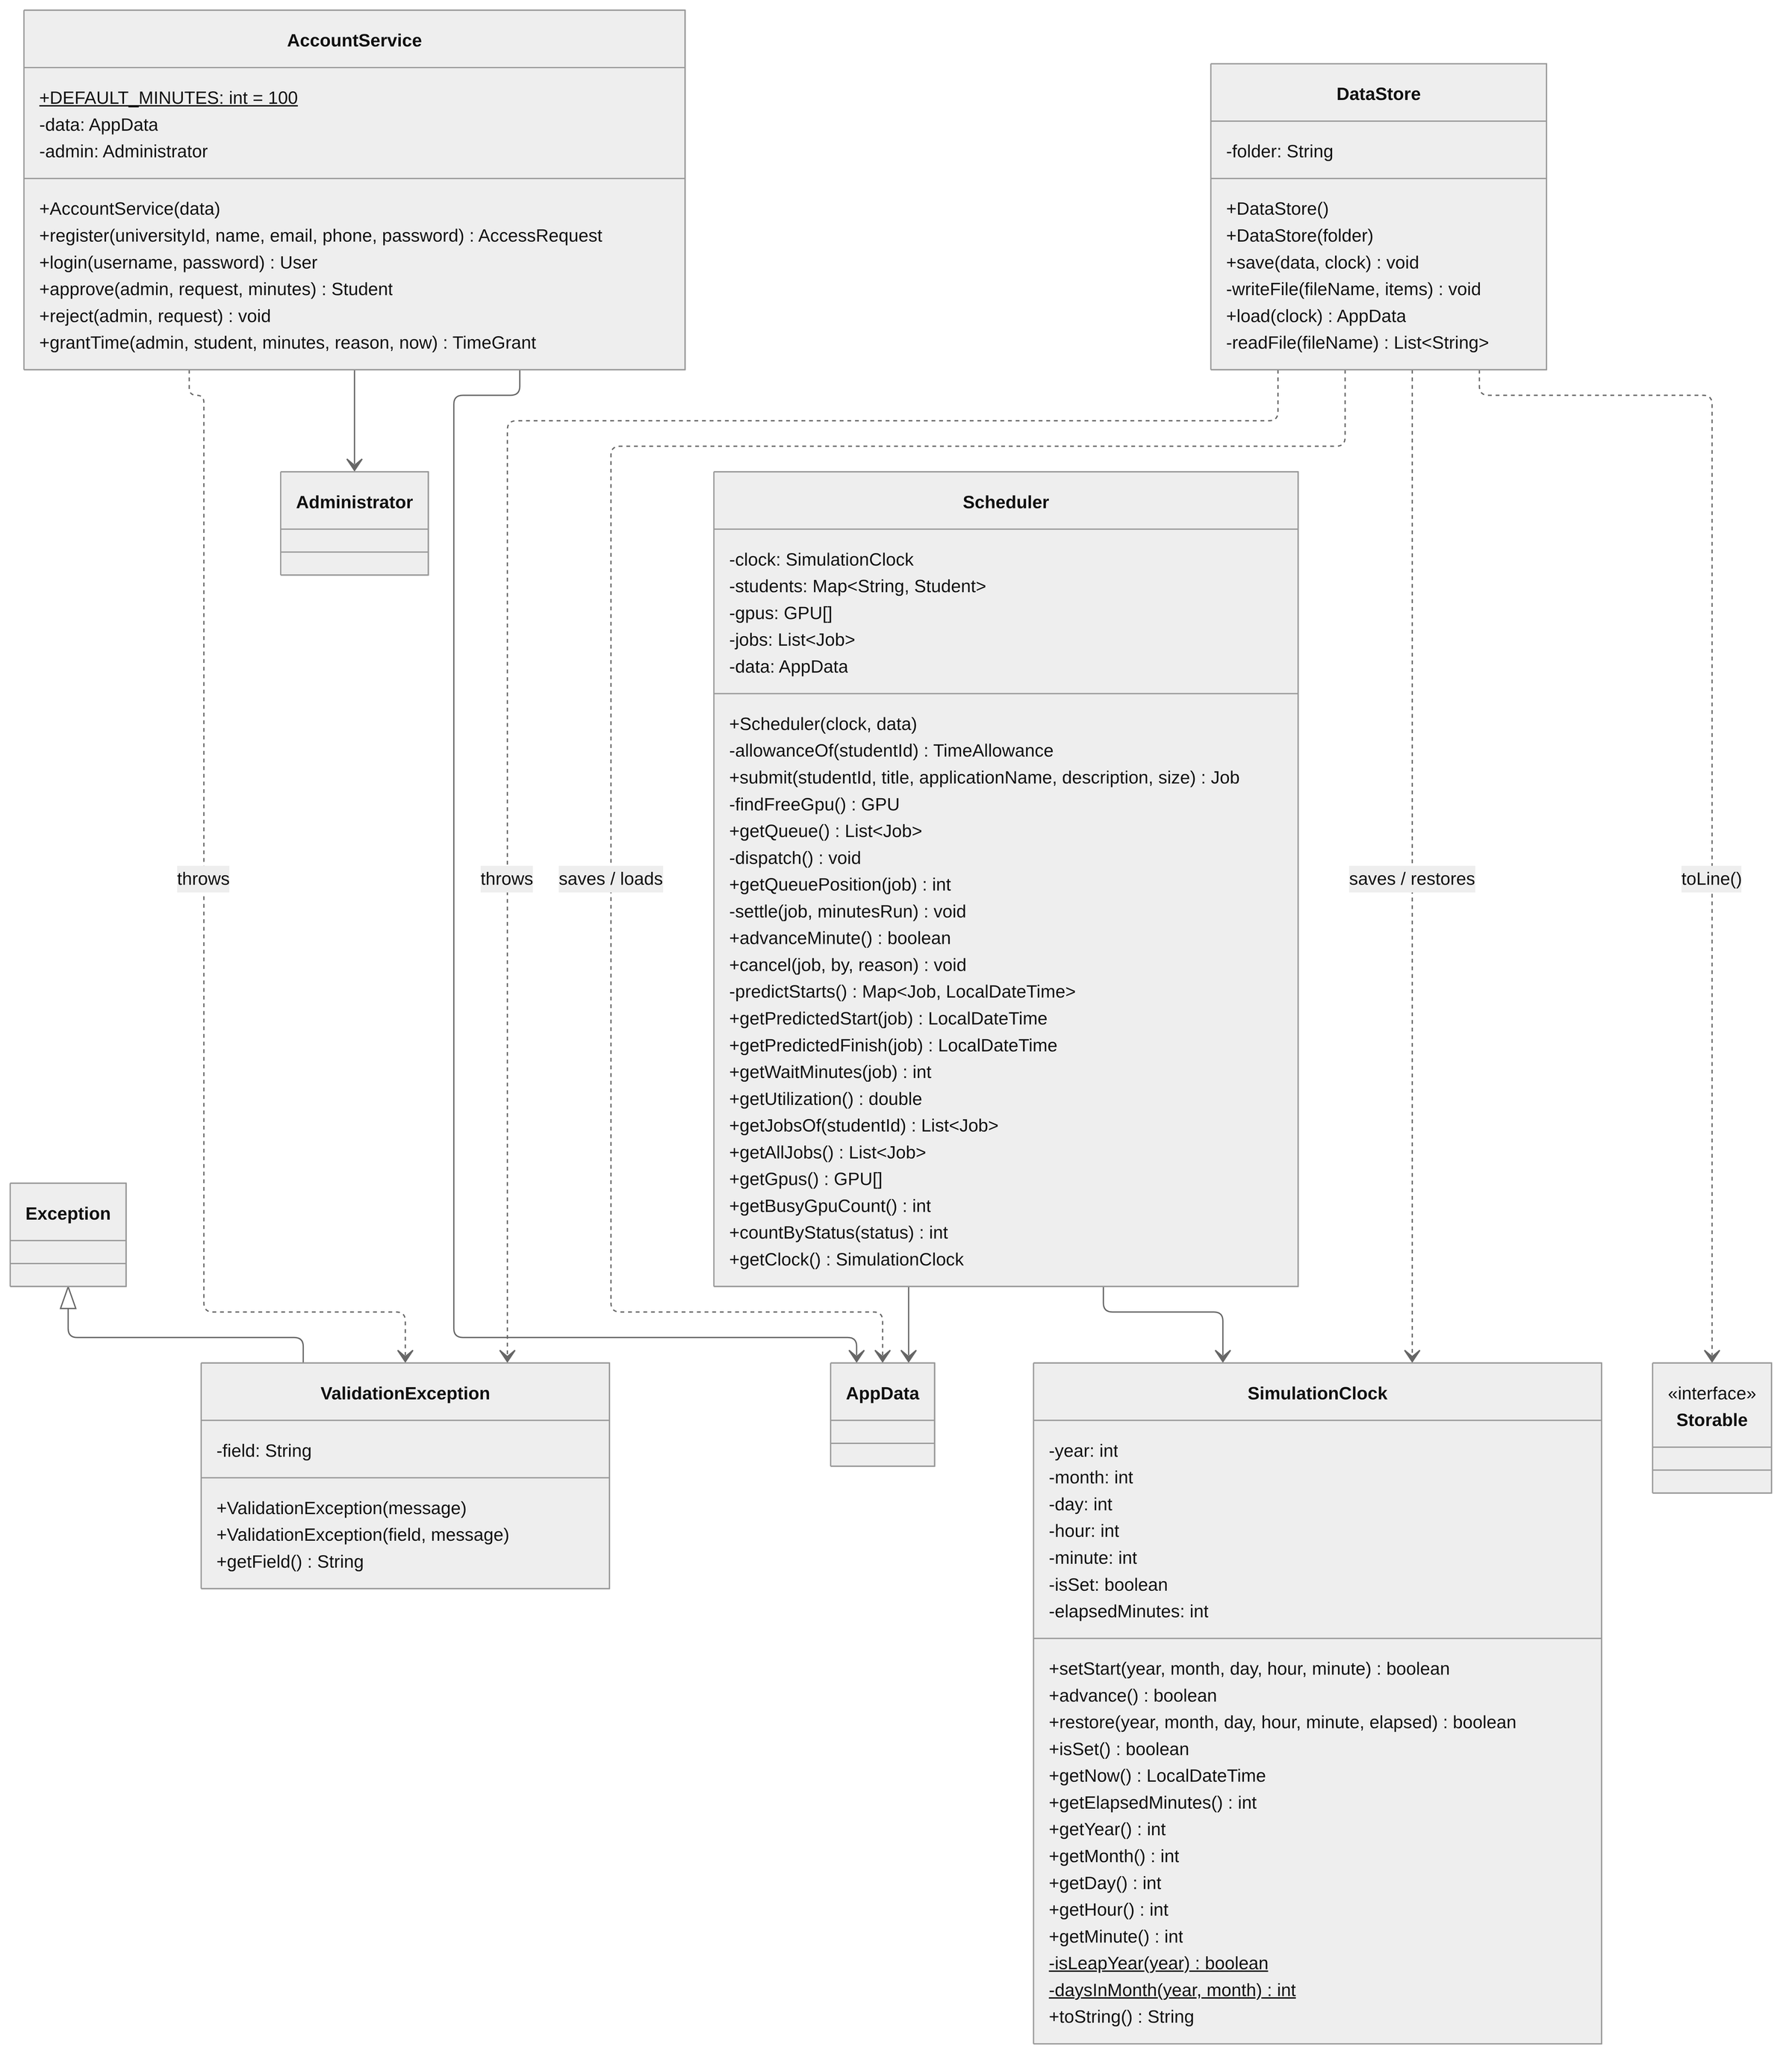 AccountService
+DEFAULT_MINUTES: int = 100
-data: AppData
-admin: Administrator
+AccountService(data)
+register(universityId, name, email, phone, password) : AccessRequest
+login(username, password) : User
+approve(admin, request, minutes) : Student
+reject(admin, request) : void
+grantTime(admin, student, minutes, reason, now) : TimeGrant
DataStore
-folder: String
+DataStore()
+DataStore(folder)
+save(data, clock) : void
-writeFile(fileName, items) : void
+load(clock) : AppData
-readFile(fileName) : List<String>
Administrator
Scheduler
-clock: SimulationClock
-students: Map<String, Student>
-gpus: GPU[]
-jobs: List<Job>
-data: AppData
+Scheduler(clock, data)
-allowanceOf(studentId) : TimeAllowance
+submit(studentId, title, applicationName, description, size) : Job
-findFreeGpu() : GPU
+getQueue() : List<Job>
-dispatch() : void
+getQueuePosition(job) : int
-settle(job, minutesRun) : void
+advanceMinute() : boolean
+cancel(job, by, reason) : void
-predictStarts() : Map<Job, LocalDateTime>
+getPredictedStart(job) : LocalDateTime
+getPredictedFinish(job) : LocalDateTime
+getWaitMinutes(job) : int
+getUtilization() : double
+getJobsOf(studentId) : List<Job>
+getAllJobs() : List<Job>
+getGpus() : GPU[]
+getBusyGpuCount() : int
+countByStatus(status) : int
+getClock() : SimulationClock
throws
throws
saves / loads
saves / restores
toLine()
Exception
ValidationException
-field: String
+ValidationException(message)
+ValidationException(field, message)
+getField() : String
AppData
SimulationClock
-year: int
-month: int
-day: int
-hour: int
-minute: int
-isSet: boolean
-elapsedMinutes: int
+setStart(year, month, day, hour, minute) : boolean
+advance() : boolean
+restore(year, month, day, hour, minute, elapsed) : boolean
+isSet() : boolean
+getNow() : LocalDateTime
+getElapsedMinutes() : int
+getYear() : int
+getMonth() : int
+getDay() : int
+getHour() : int
+getMinute() : int
-isLeapYear(year) : boolean
-daysInMonth(year, month) : int
+toString() : String
«interface»
Storable